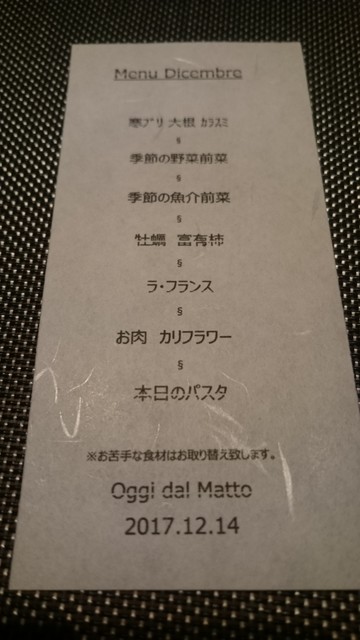 Menu Dicembre
寒ブリ 大根 カラスミ
§
季節の野菜前菜
§
季節の魚介前菜
§
牡蠣 富有柿
§
ラ・フランス
§
お肉 カリフラワー
§
本日のパスタ
※お苦手な食材はお取り替え致します。
Oggi dal Matto
2017.12.14